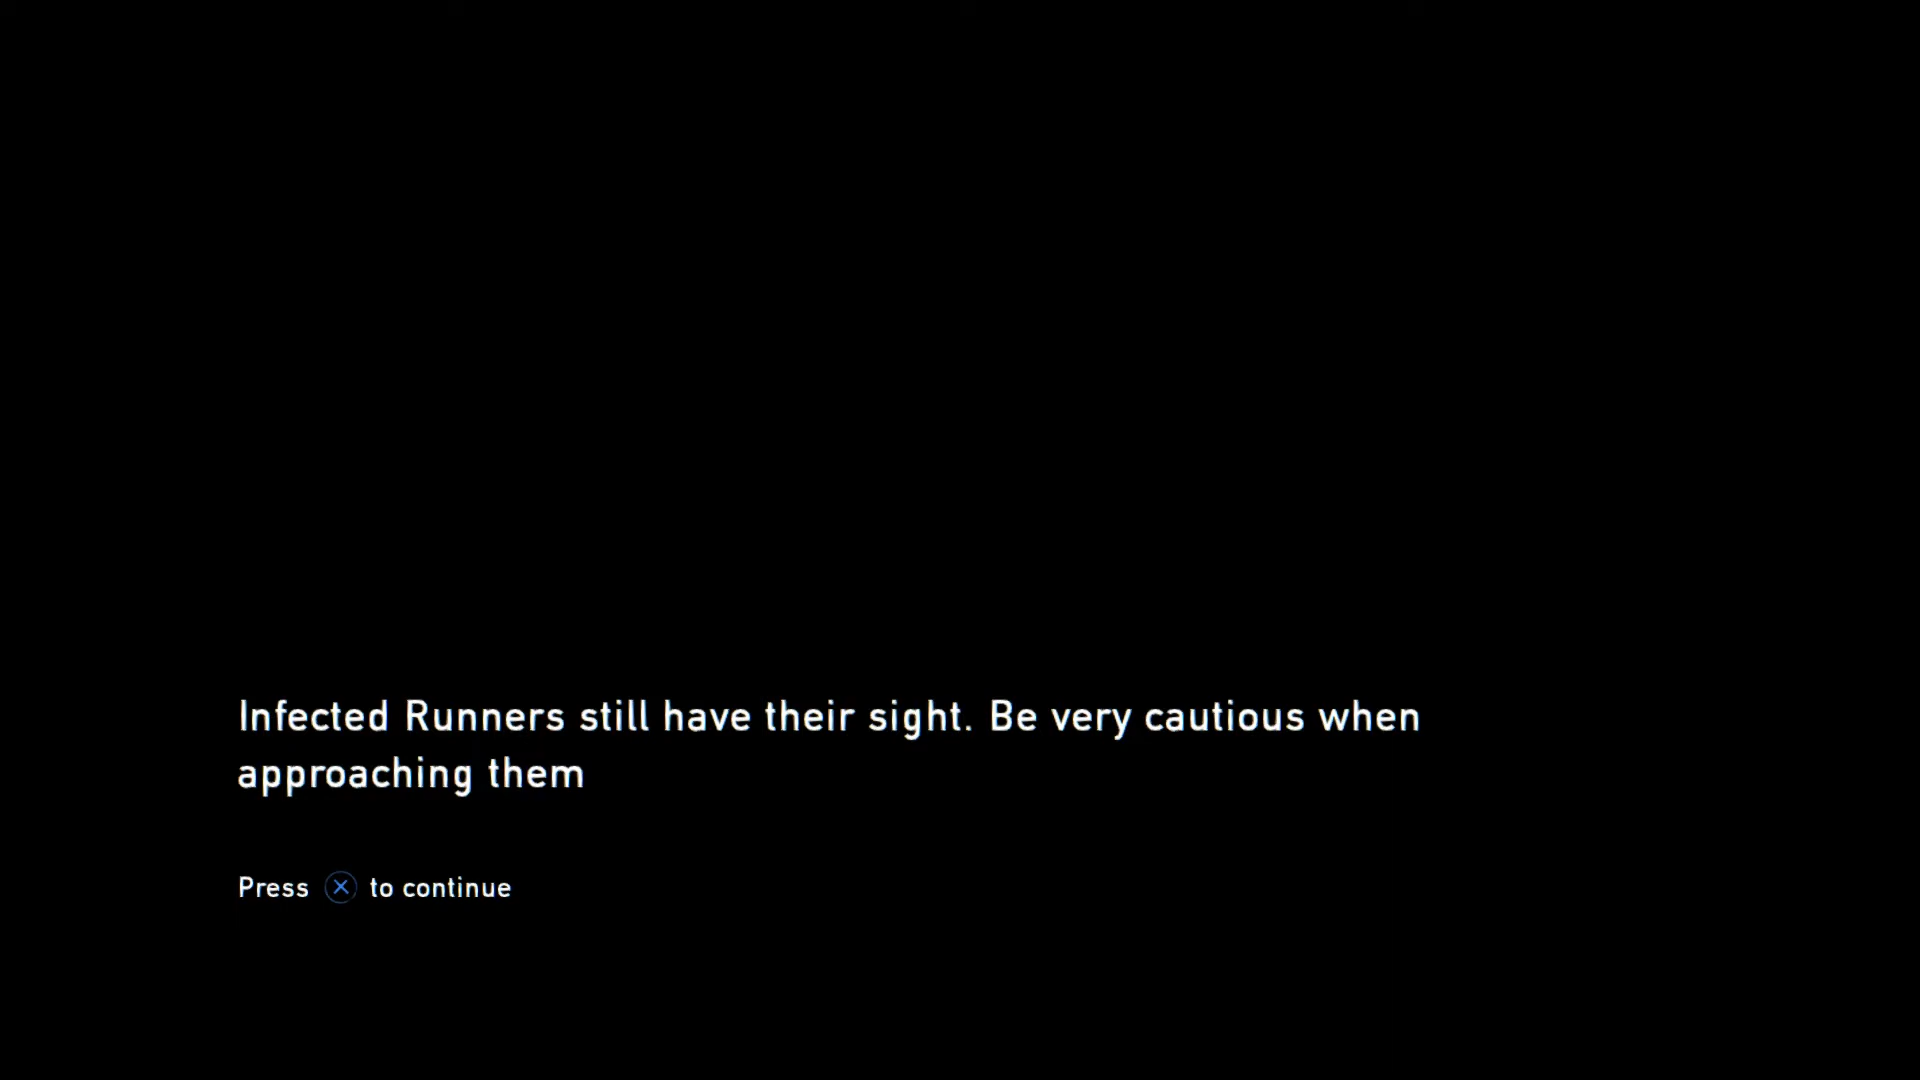 Infected Runners still have their sight. Be very cautious when
approaching them
Press ⓧ to continue